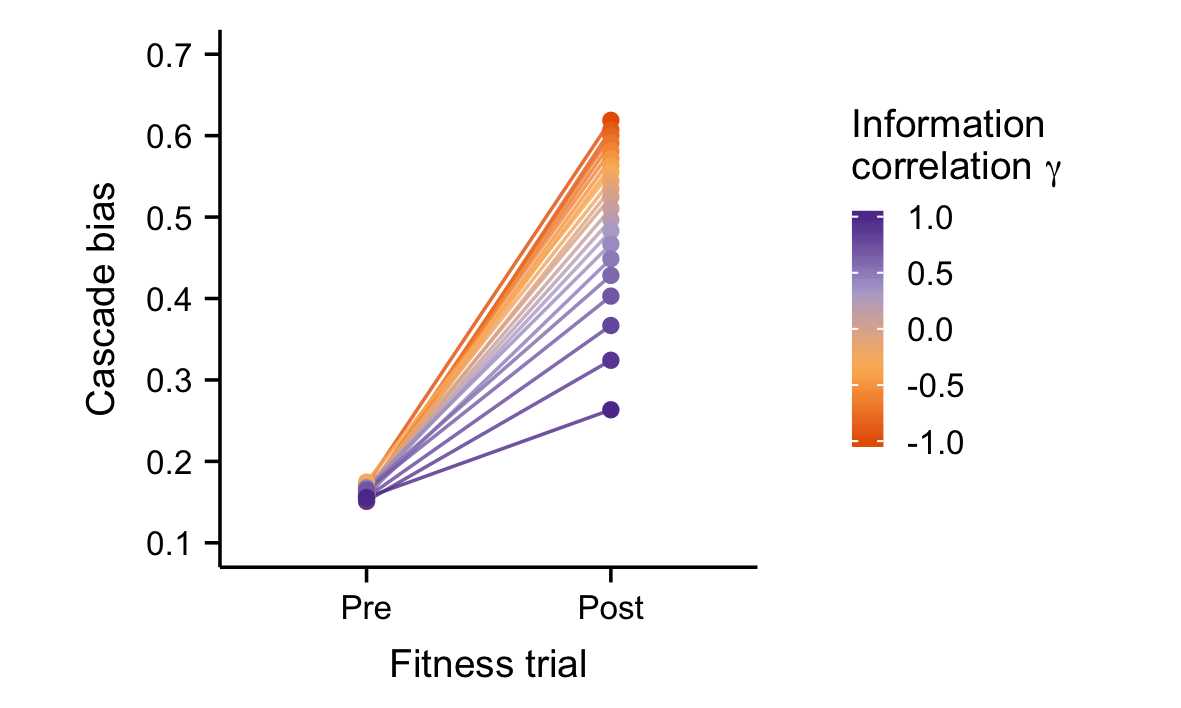 0.7
0.6
0.5
0.4
0.3
0.2
0.1
Cascade bias
Pre
Post
Fitness trial
Information
correlation γ
1.0
0.5
0.0
-0.5
-1.0